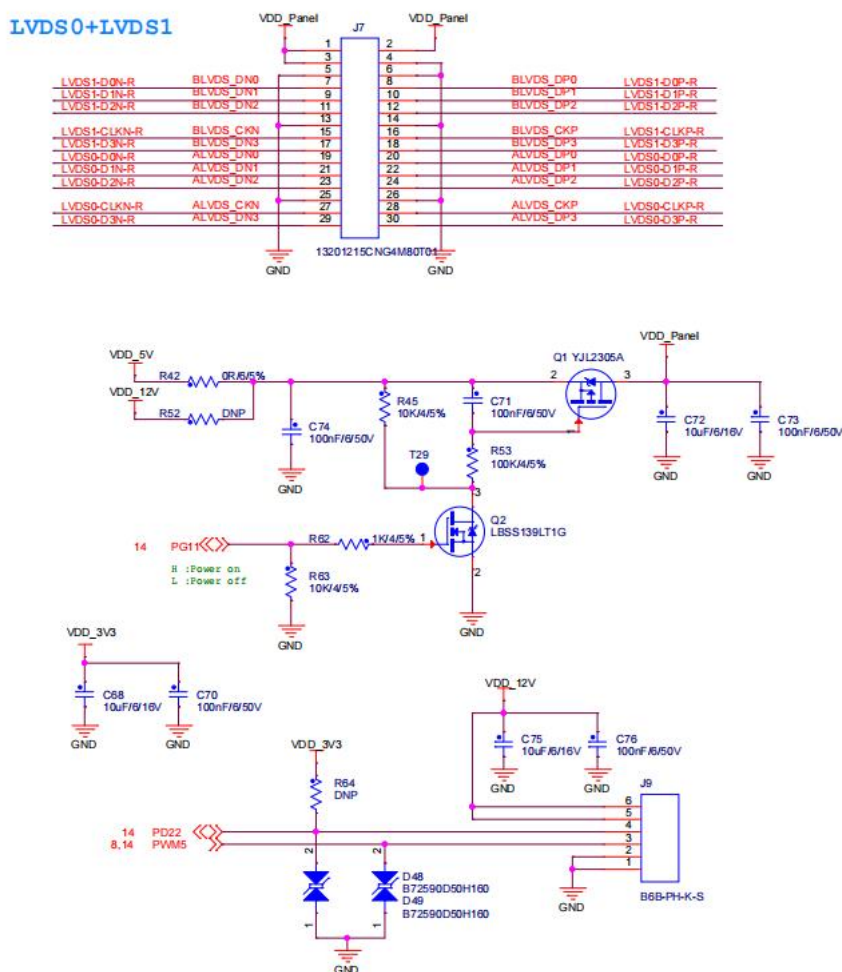 LVDS0+LVDS1
VDD_Panel J7 VDD_Panel
1 2
3 4
5 6
LVDS1-D0N-R BLVDS_DN0 7 8 BLVDS_DP0 LVDS1-D0P-R
LVDS1-D1N-R BLVDS_DN1 9 10 BLVDS_DP1 LVDS1-D1P-R
LVDS1-D2N-R BLVDS_DN2 11 12 BLVDS_DP2 LVDS1-D2P-R
13 14
LVDS1-CLKN-R BLVDS_CKN 15 16 BLVDS_CKP LVDS1-CLKP-R
LVDS1-D3N-R BLVDS_DN3 17 18 BLVDS_DP3 LVDS1-D3P-R
LVDS0-D0N-R ALVDS_DN0 19 20 ALVDS_DP0 LVDS0-D0P-R
LVDS0-D1N-R ALVDS_DN1 21 22 ALVDS_DP1 LVDS0-D1P-R
LVDS0-D2N-R ALVDS_DN2 23 24 ALVDS_DP2 LVDS0-D2P-R
25 26
LVDS0-CLKN-R ALVDS_CKN 27 28 ALVDS_CKP LVDS0-CLKP-R
LVDS0-D3N-R ALVDS_DN3 29 30 ALVDS_DP3 LVDS0-D3P-R
13201215CNG4M80T01
GND GND
VDD_Panel
VDD_5V Q1 YJL2305A
R42 0R/6/5% 2 3
VDD_12V
R52 DNP
R45
10K/4/5%
C71
100nF/6/50V
1
C74
100nF/6/50V
C72
10uF/6/16V
C73
100nF/6/50V
R53
100K/4/5%
T29
GND GND GND
3
Q2
LBSS139LT1G
14 PG11 R62 1K/4/5% 1
H :Power on
L :Power off
R63
10K/4/5%
2
GND GND
VDD_3V3
C68
10uF/6/16V
C70
100nF/6/50V
GND GND
VDD_12V
C75
10uF/6/16V
C76
100nF/6/50V
GND GND
VDD_3V3
R64
DNP
J9
6
5
14 PD22 4
8,14 PWM5 3
2
1
B6B-PH-K-S
GND
2 2
D48
B72590D50H160
D49
B72590D50H160
1 1
GND